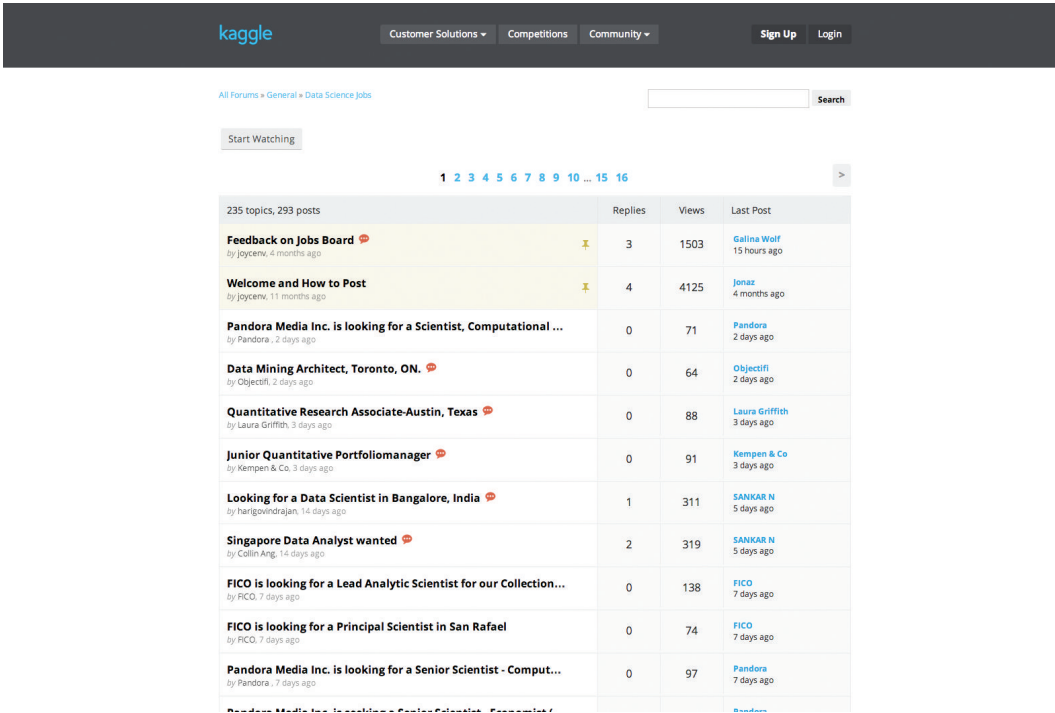 kaggle
Customer Solutions
Competitions
Community
Sign Up
Login
All Forums » General » Data Science Jobs
Search
Start Watching
1 2 3 4 5 6 7 8 9 10 ... 15 16
>
235 topics, 293 posts Replies Views Last Post
Feedback on Jobs Board 3 1503 Galina Wolf
by joycenv, 4 months ago 15 hours ago
Welcome and How to Post 4 4125 Jonaz
by joycenv, 11 months ago 4 months ago
Pandora Media Inc. is looking for a Scientist, Computational ... 0 71 Pandora
by Pandora , 2 days ago 2 days ago
Data Mining Architect, Toronto, ON. 0 64 Objectifi
by Objectifi, 2 days ago 2 days ago
Quantitative Research Associate-Austin, Texas 0 88 Laura Griffith
by Laura Griffith, 3 days ago 3 days ago
Junior Quantitative Portfoliomanager 0 91 Kempen & Co
by Kempen & Co, 3 days ago 3 days ago
Looking for a Data Scientist in Bangalore, India 1 311 SANKAR N
by harigovindrajan, 14 days ago 5 days ago
Singapore Data Analyst wanted 2 319 SANKAR N
by Collin Ang, 14 days ago 5 days ago
FICO is looking for a Lead Analytic Scientist for our Collection... 0 138 FICO
by FICO, 7 days ago 7 days ago
FICO is looking for a Principal Scientist in San Rafael 0 74 FICO
by FICO, 7 days ago 7 days ago
Pandora Media Inc. is looking for a Senior Scientist - Comput... 0 97 Pandora
by Pandora , 7 days ago 7 days ago
Pandora Media Inc. is seeking a Senior Scientist - Economist ( Pandora